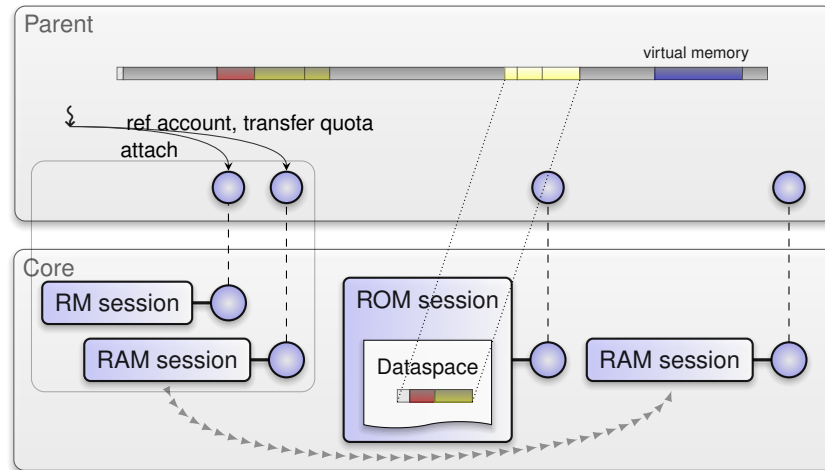 Parent
virtual memory
ref account, transfer quota
attach
Core
RM session
ROM session
RAM session
Dataspace
RAM session